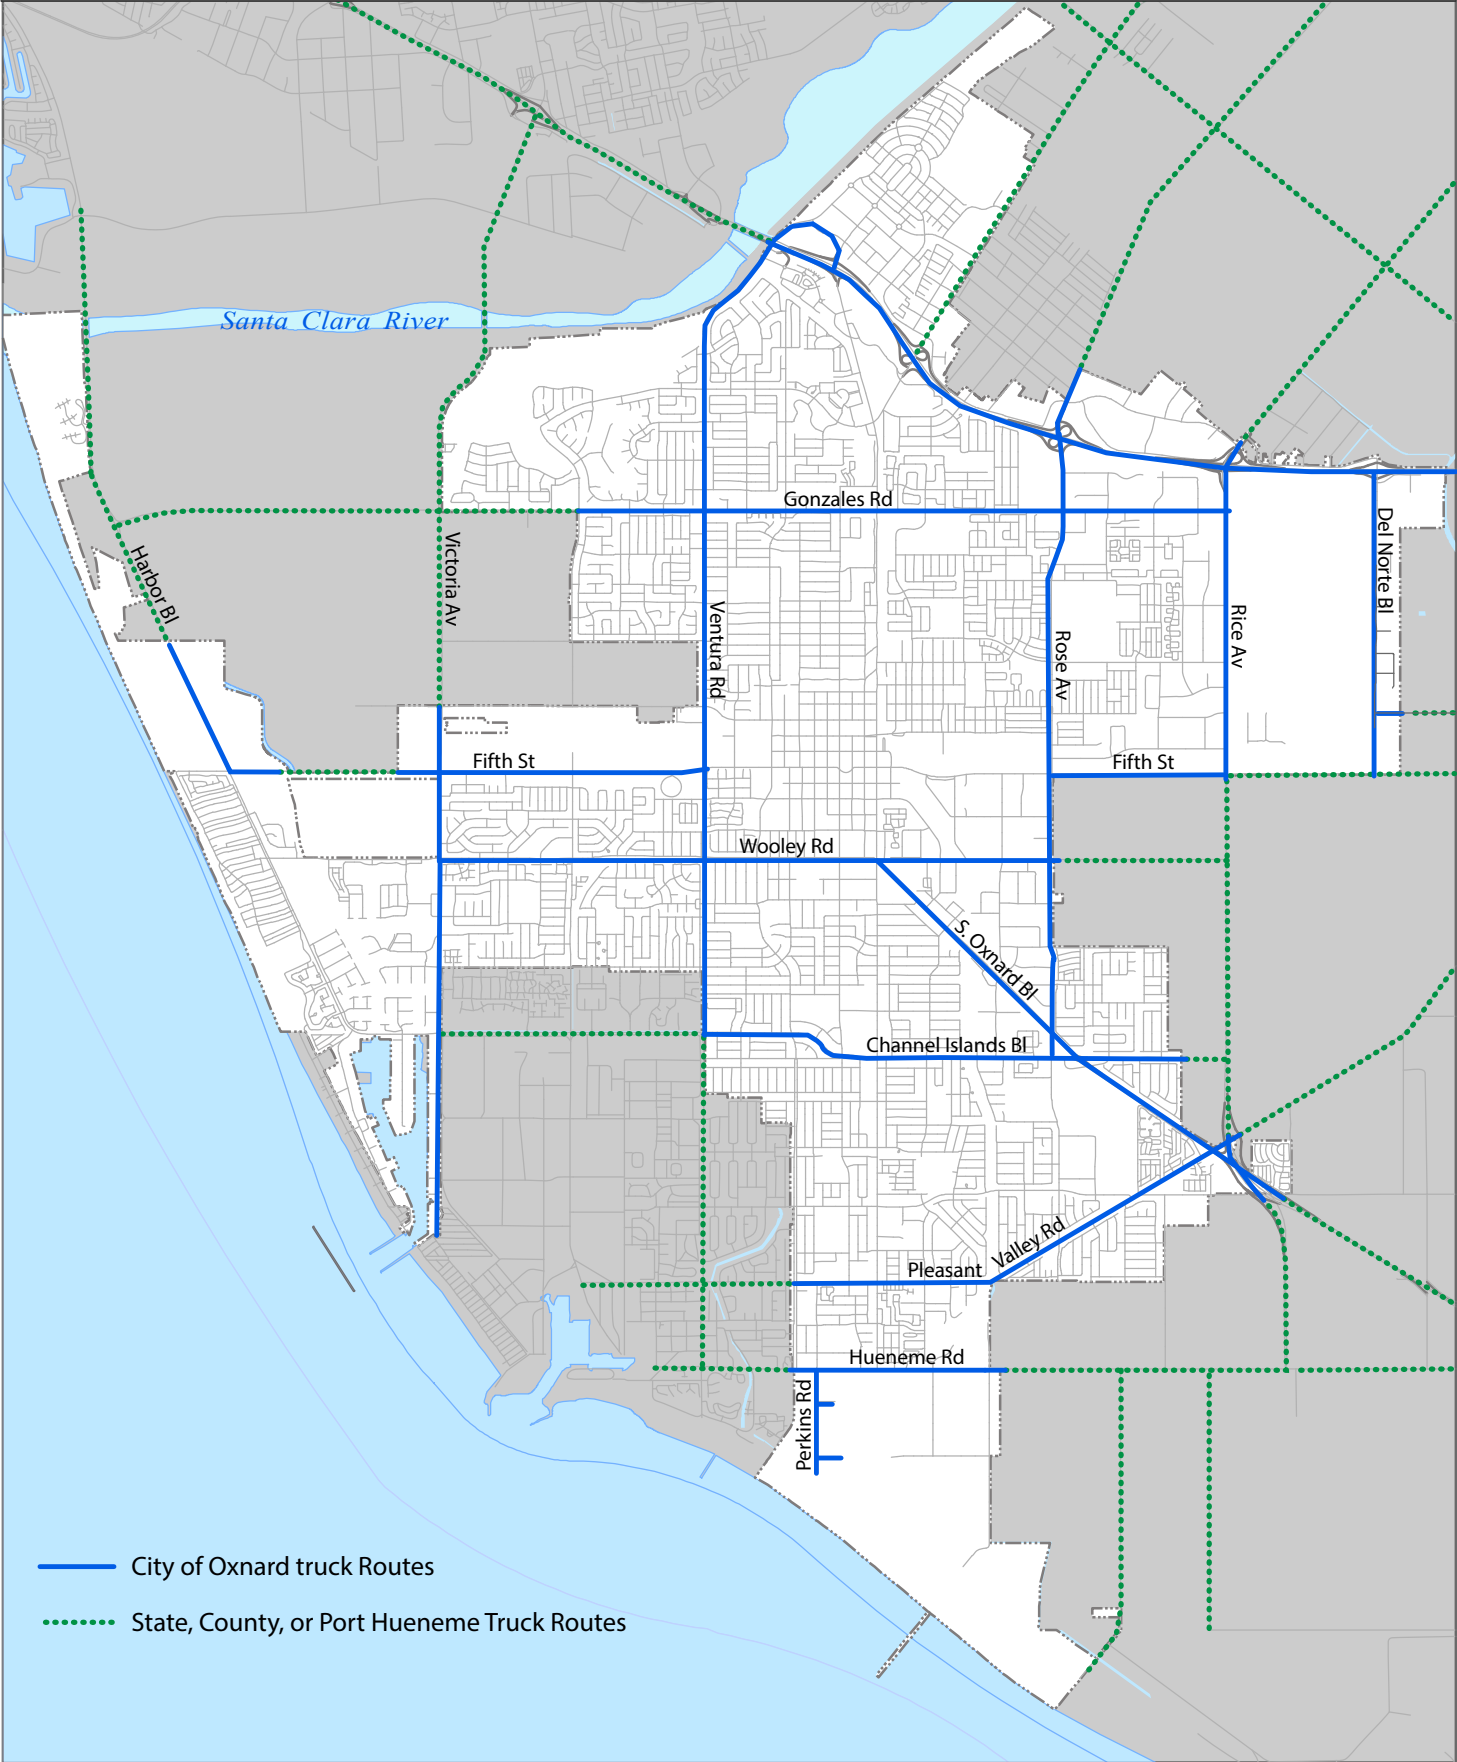 Santa Clara River
Gonzales Rd
Harbor Bl
Victoria Av
Ventura Rd
Rose Av
Rice Av
Del Norte Bl
Fifth St
Fifth St
Wooley Rd
S. Oxnard Bl
Channel Islands Bl
Pleasant Valley Rd
Hueneme Rd
Perkins Rd
City of Oxnard truck Routes
State, County, or Port Hueneme Truck Routes